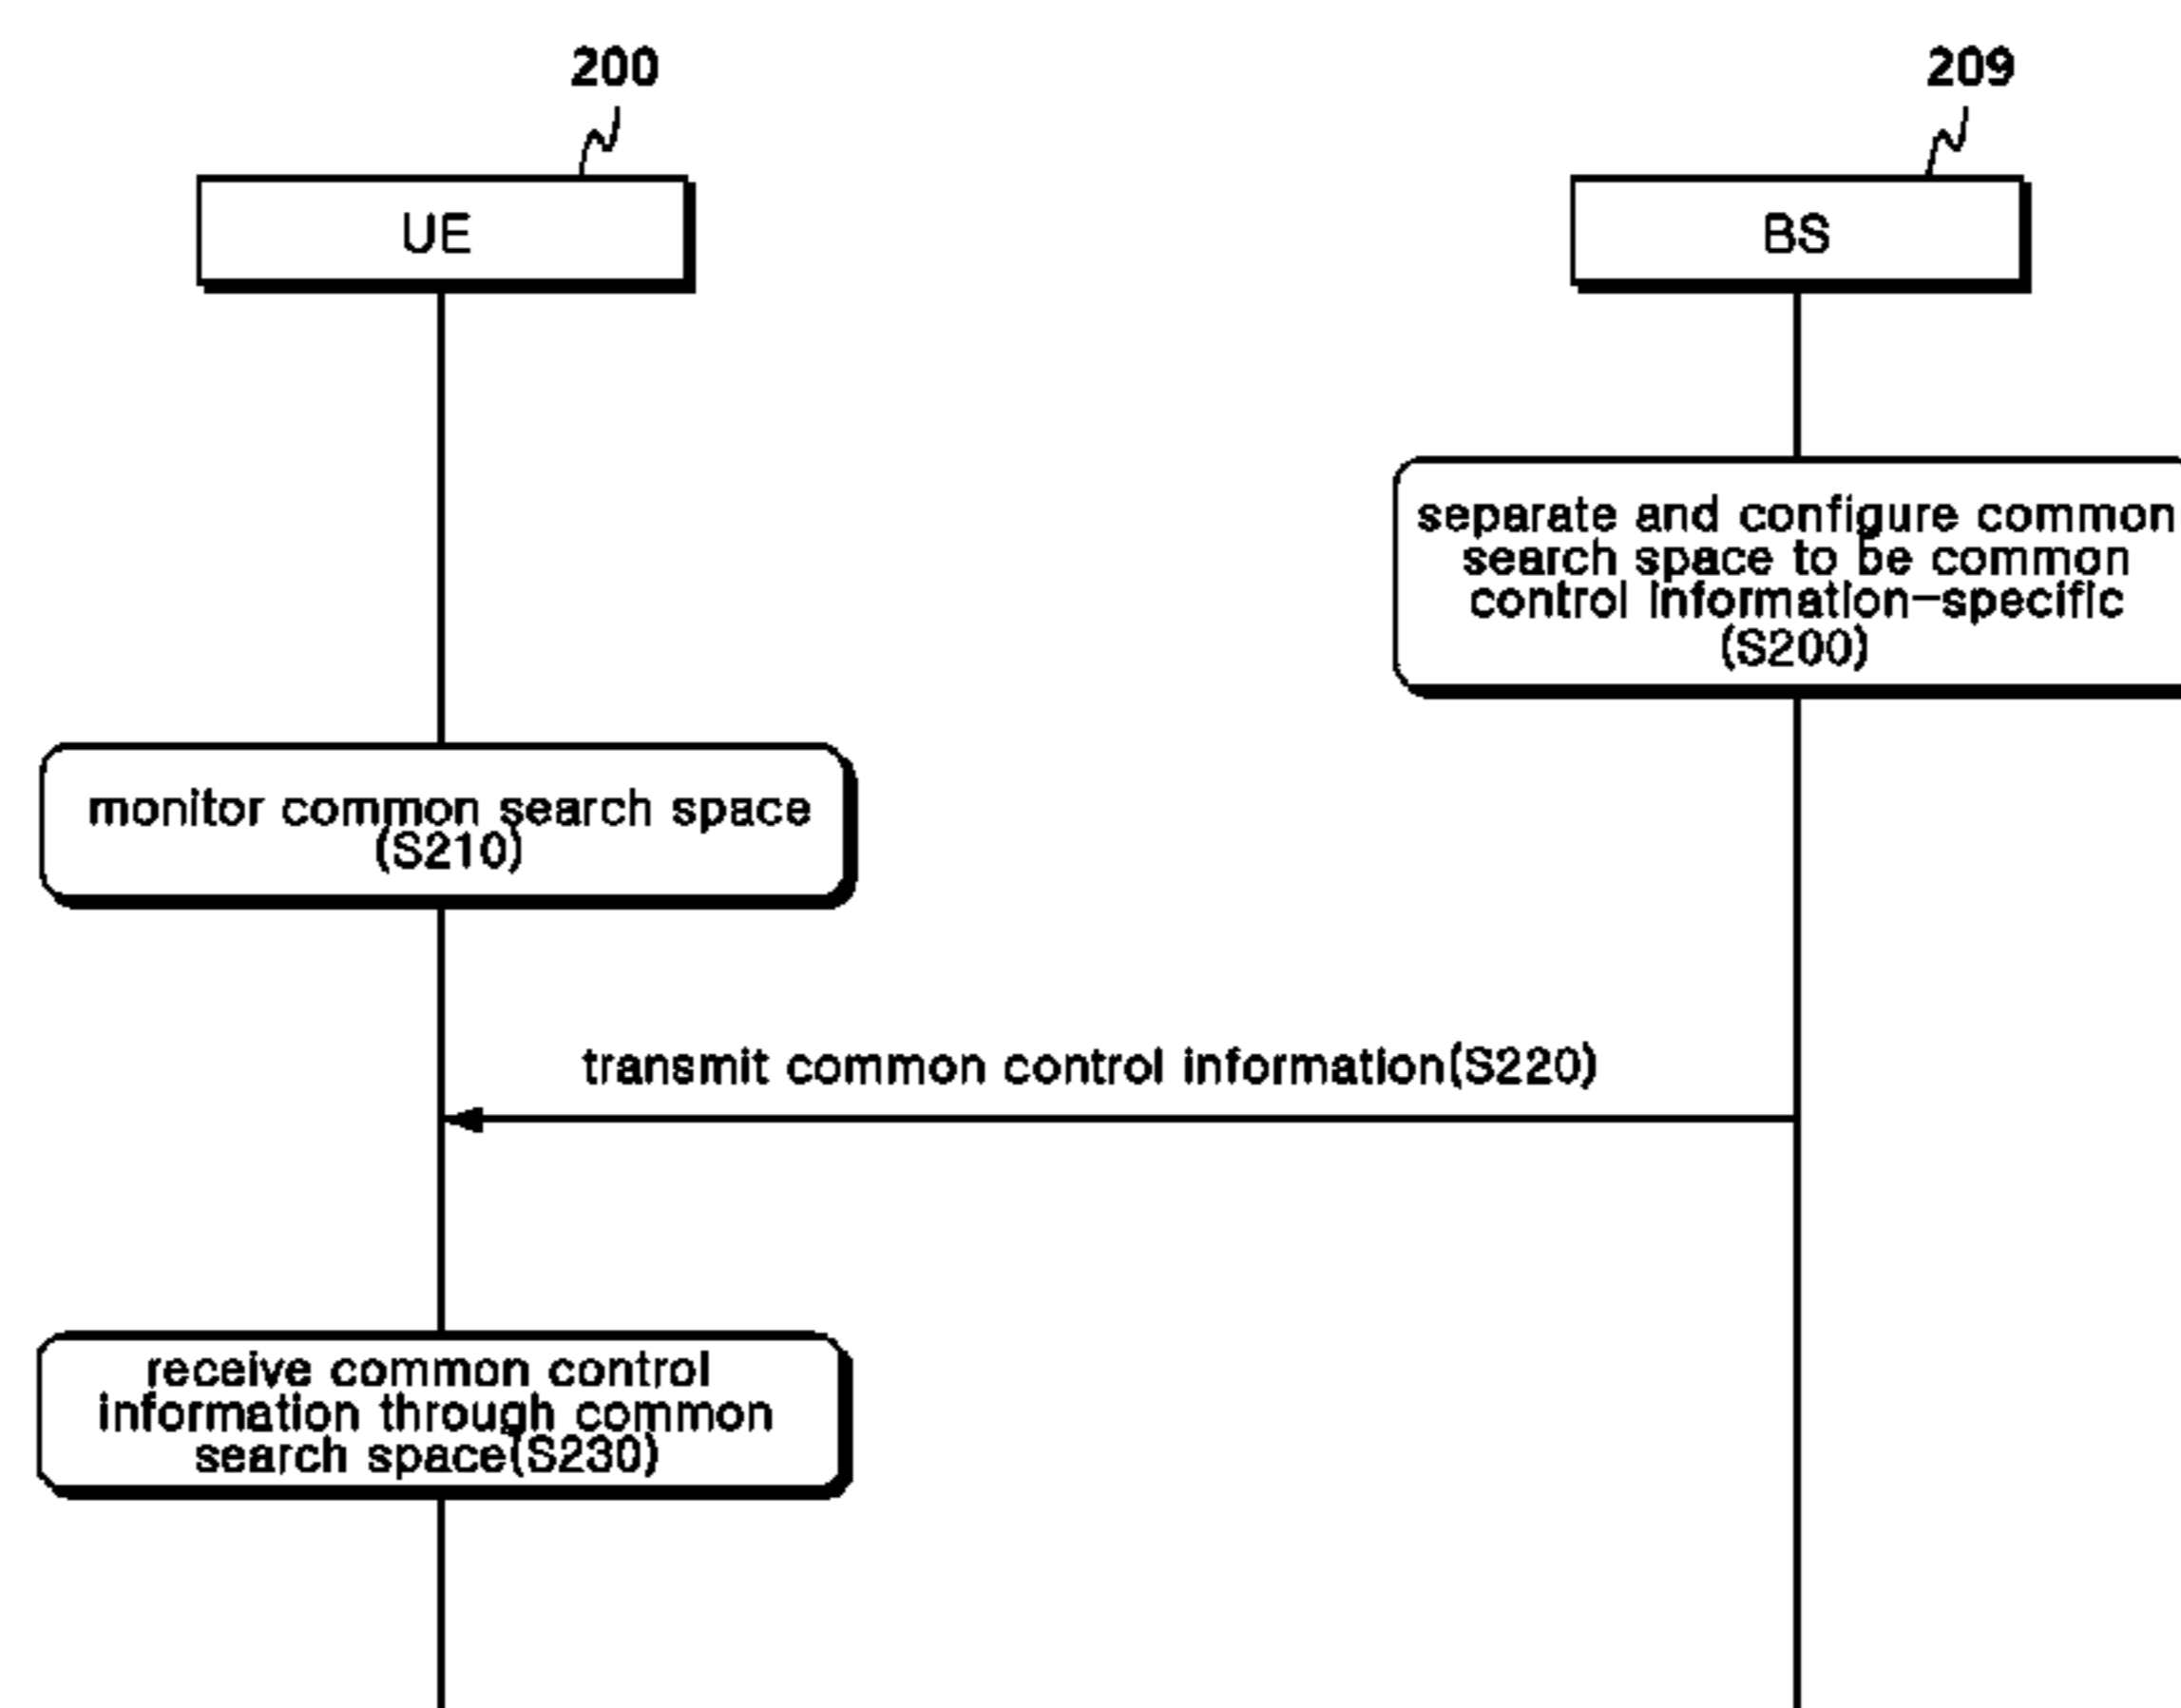 200
209
UE
BS
separate and configure common
search space to be common
control information-specific
(S200)
monitor common search space
(S210)
transmit common control information(S220)
receive common control
information through common
search space(S230)